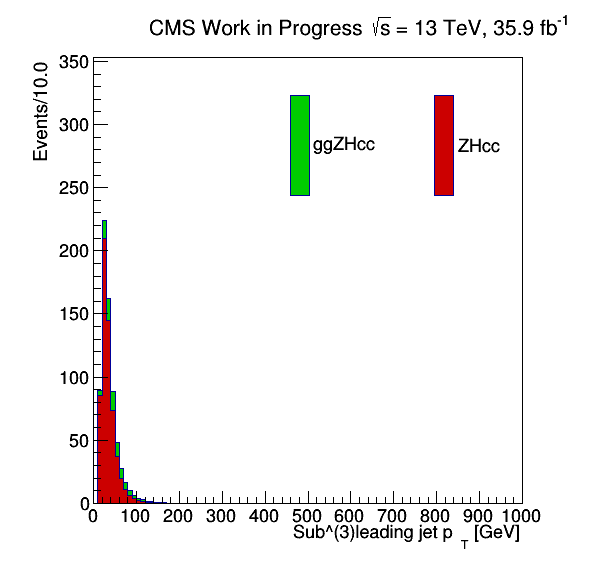 CMS Work in Progress √s = 13 TeV, 35.9 fb⁻¹
Events/10.0
350
300
250
200
150
100
50
0
ggZHcc
ZHcc
0 100 200 300 400 500 600 700 800 900 1000
Sub^(3)leading jet p_T [GeV]